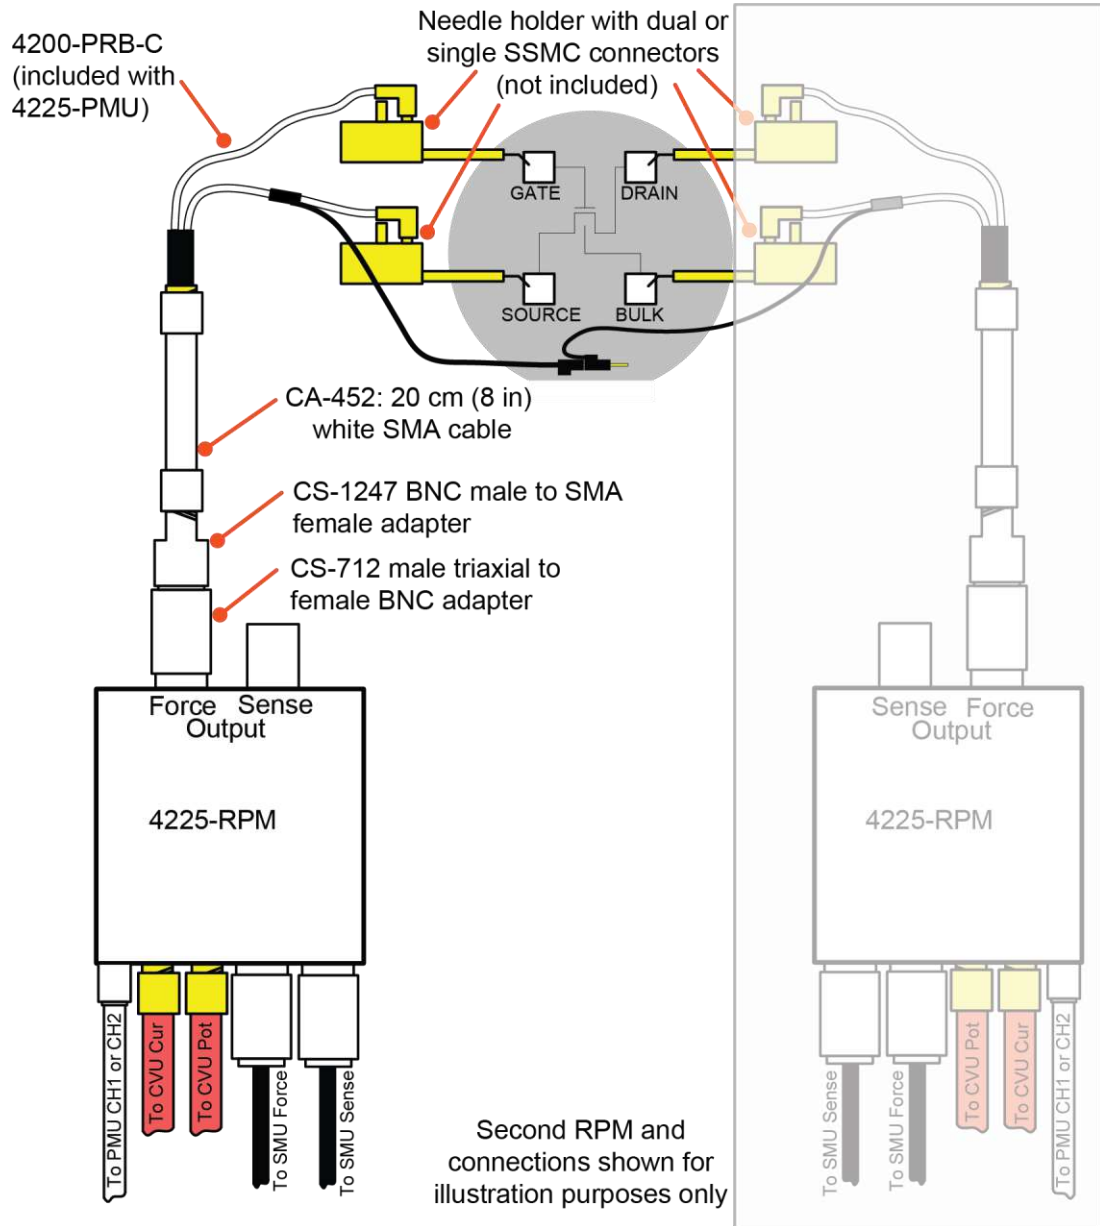 4200-PRB-C
(included with
4225-PMU)
Needle holder with dual or
single SSMC connectors
(not included)
GATE
DRAIN
SOURCE
BULK
CA-452: 20 cm (8 in)
white SMA cable
CS-1247 BNC male to SMA
female adapter
CS-712 male triaxial to
female BNC adapter
Force Sense
Output
4225-RPM
Sense Force
Output
4225-RPM
To PMU CH1 or CH2
To CVU Cur
To CVU Pot
To SMU Force
To SMU Sense
Second RPM and
connections shown for
illustration purposes only
To SMU Sense
To SMU Force
To CVU Pot
To CVU Cur
To PMU CH1 or CH2